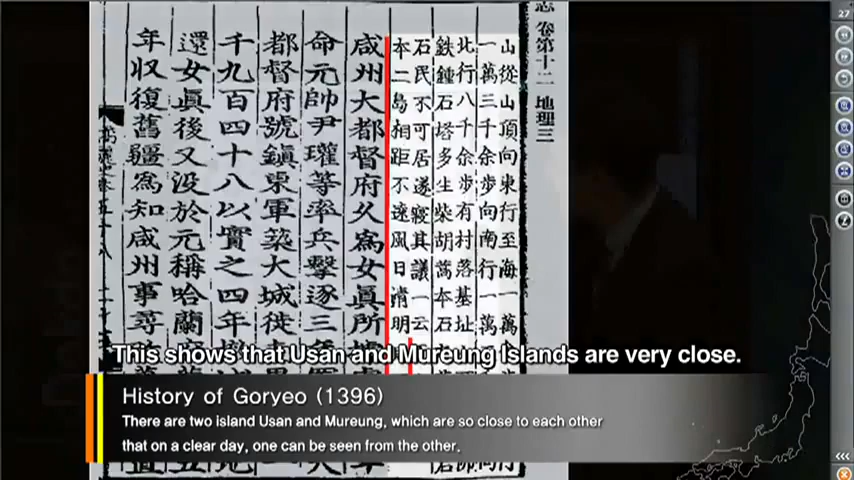 志 卷第十二 地理三
山從山頂向東行至海一萬
一萬三千余步向南行一萬
北行八千余步有村落基址
鉄鍾石塔多生柴胡蒿本石
石民不可居遂寝其議一云
本二島相距不遠風日清明
咸州大都督府久爲女眞所
命元帥尹瓘等率兵擊逐三
都督府號鎮東軍築大城徙
千九百四十八以實之四年
還女眞後又没於元稱哈蘭
年収復舊疆爲知咸州事尋
This shows that Usan and Mureung Islands are very close.
History of Goryeo (1396)
There are two island Usan and Mureung, which are so close to each other
that on a clear day, one can be seen from the other.
27